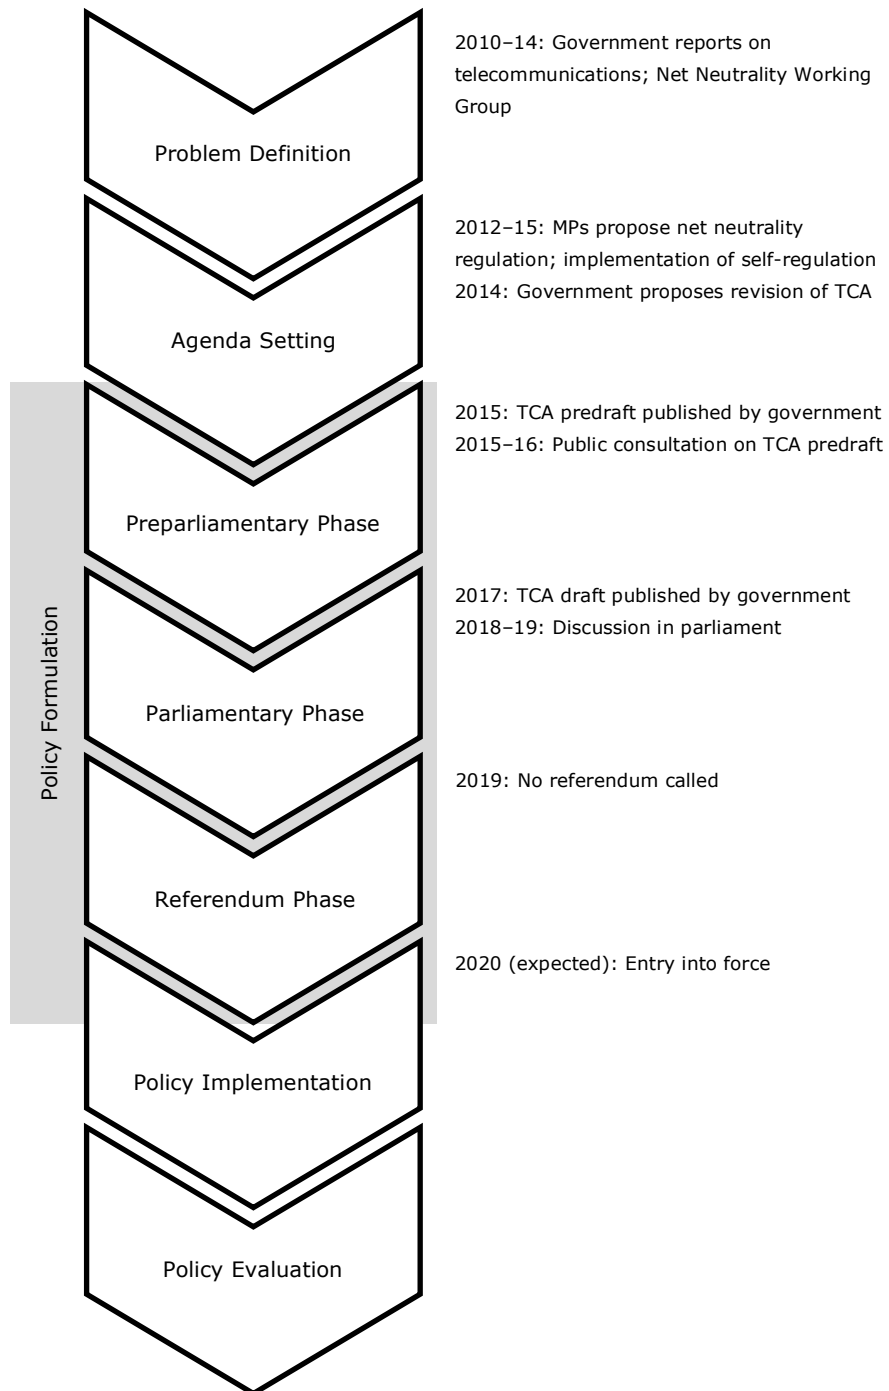 2010–14: Government reports on
telecommunications; Net Neutrality Working
Group
Problem Definition
2012–15: MPs propose net neutrality
regulation; implementation of self-regulation
2014: Government proposes revision of TCA
Agenda Setting
2015: TCA predraft published by government
2015–16: Public consultation on TCA predraft
Preparliamentary Phase
2017: TCA draft published by government
2018–19: Discussion in parliament
Policy Formulation
Parliamentary Phase
2019: No referendum called
Referendum Phase
2020 (expected): Entry into force
Policy Implementation
Policy Evaluation